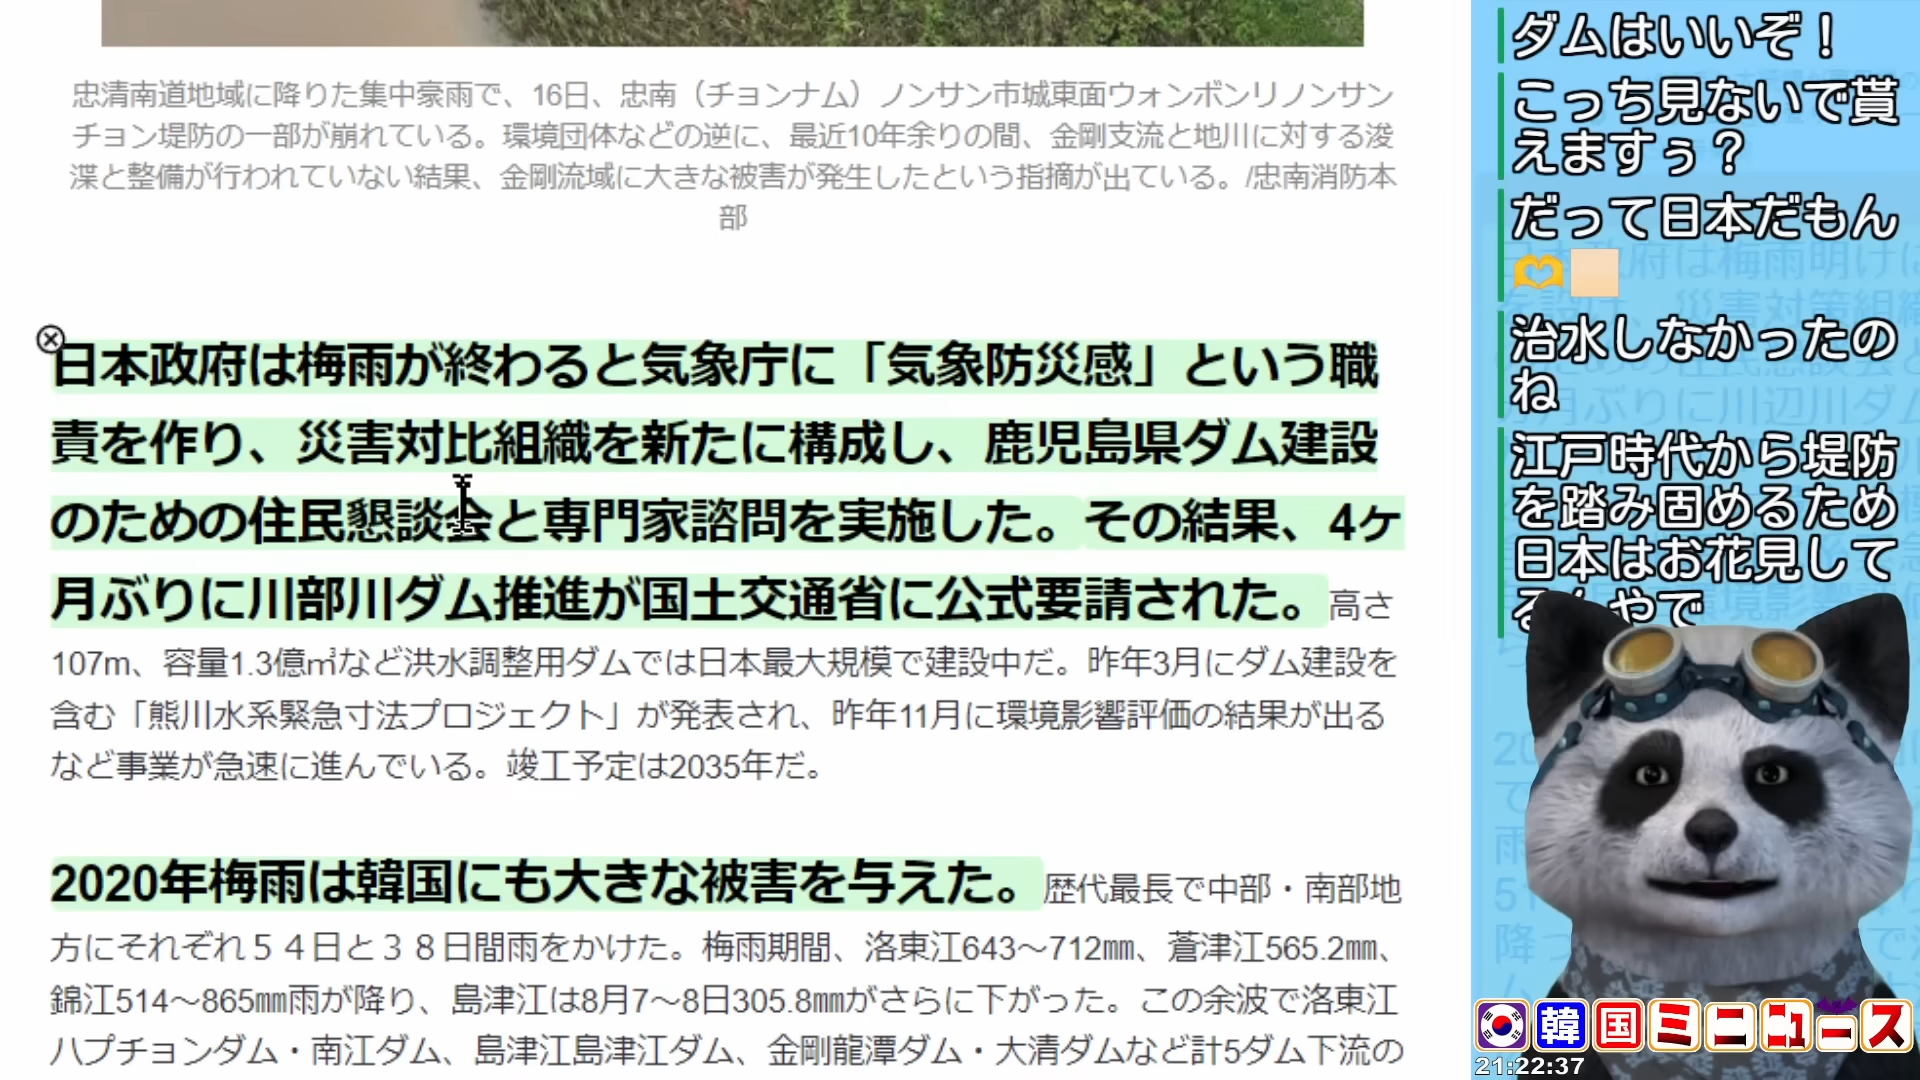 忠清南道地域に降りた集中豪雨で、16日、忠南（チョンナム）ノンサン市城東面ウォンボンリノンサン
チョン堤防の一部が崩れている。環境団体などの逆に、最近10年余りの間、金剛支流と地川に対する浚
渫と整備が行われていない結果、金剛流域に大きな被害が発生したという指摘が出ている。/忠南消防本
部
日本政府は梅雨が終わると気象庁に「気象防災感」という職
責を作り、災害対比組織を新たに構成し、鹿児島県ダム建設
のための住民懇談会と専門家諮問を実施した。その結果、4ヶ
月ぶりに川部川ダム推進が国土交通省に公式要請された。高さ
107m、容量1.3億㎥など洪水調整用ダムでは日本最大規模で建設中だ。昨年3月にダム建設を
含む「熊川水系緊急寸法プロジェクト」が発表され、昨年11月に環境影響評価の結果が出る
など事業が急速に進んでいる。竣工予定は2035年だ。
2020年梅雨は韓国にも大きな被害を与えた。歴代最長で中部・南部地
方にそれぞれ５４日と３８日間雨をかけた。梅雨期間、洛東江643～712㎜、蒼津江565.2㎜、
錦江514～865㎜雨が降り、島津江は8月7～8日305.8㎜がさらに下がった。この余波で洛東江
ハプチョンダム・南江ダム、島津江島津江ダム、金剛龍潭ダム・大清ダムなど計5ダム下流の
ダムはいいぞ！
こっち見ないで貰
えますぅ？
だって日本だもん
治水しなかったの
ね
江戸時代から堤防
を踏み固めるため
日本はお花見して
るんやで
韓国ミニニュース
21:22:37